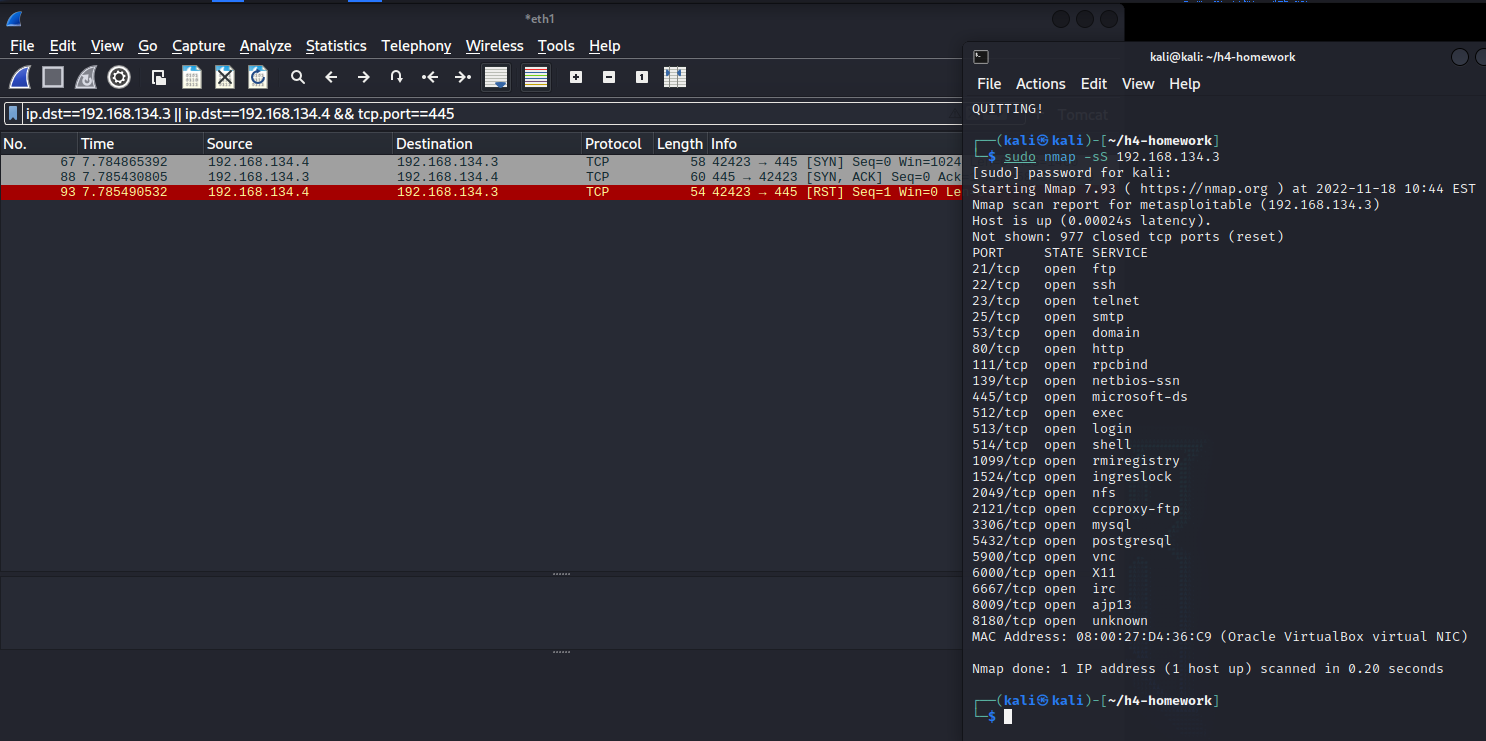 *eth1
File Edit View Go Capture Analyze Statistics Telephony Wireless Tools Help
ip.dst==192.168.134.3 || ip.dst==192.168.134.4 && tcp.port==445
No. Time Source Destination Protocol Length Info
67 7.784865392 192.168.134.4 192.168.134.3 TCP 58 42423 → 445 [SYN] Seq=0 Win=1024
88 7.785430805 192.168.134.3 192.168.134.4 TCP 60 445 → 42423 [SYN, ACK] Seq=0 Ack
93 7.785490532 192.168.134.4 192.168.134.3 TCP 54 42423 → 445 [RST] Seq=1 Win=0 Le
kali@kali: ~/h4-homework
File Actions Edit View Help
QUITTING!
Tomcat
┌──(kali㉿kali)-[~/h4-homework]
└─$ sudo nmap -sS 192.168.134.3
[sudo] password for kali:
Starting Nmap 7.93 ( https://nmap.org ) at 2022-11-18 10:44 EST
Nmap scan report for metasploitable (192.168.134.3)
Host is up (0.00024s latency).
Not shown: 977 closed tcp ports (reset)
PORT STATE SERVICE
21/tcp open ftp
22/tcp open ssh
23/tcp open telnet
25/tcp open smtp
53/tcp open domain
80/tcp open http
111/tcp open rpcbind
139/tcp open netbios-ssn
445/tcp open microsoft-ds
512/tcp open exec
513/tcp open login
514/tcp open shell
1099/tcp open rmiregistry
1524/tcp open ingreslock
2049/tcp open nfs
2121/tcp open ccproxy-ftp
3306/tcp open mysql
5432/tcp open postgresql
5900/tcp open vnc
6000/tcp open X11
6667/tcp open irc
8009/tcp open ajp13
8180/tcp open unknown
MAC Address: 08:00:27:D4:36:C9 (Oracle VirtualBox virtual NIC)
Nmap done: 1 IP address (1 host up) scanned in 0.20 seconds
┌──(kali㉿kali)-[~/h4-homework]
└─$